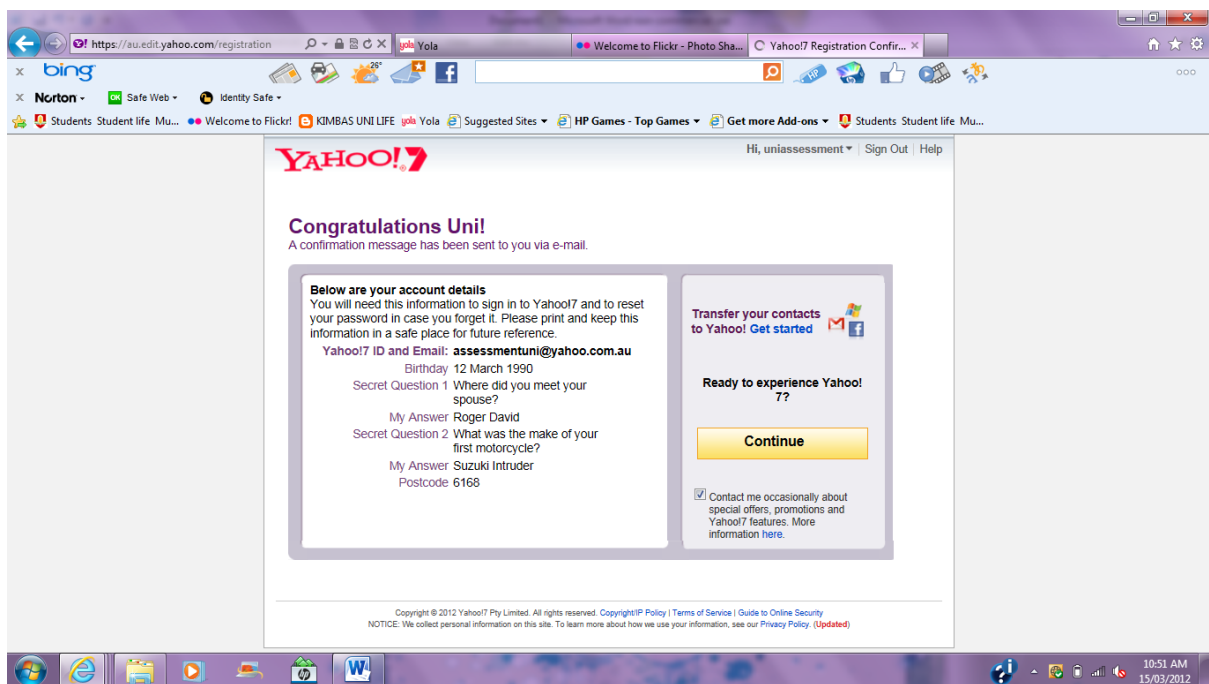 https://au.edit.yahoo.com/registration
yola Yola
Welcome to Flickr - Photo Sha...
Yahoo!7 Registration Confir...
bing
26°
HP
Norton
OK Safe Web
Identity Safe
Students Student life Mu...
Welcome to Flickr!
KIMBAS UNI LIFE
yola Yola
Suggested Sites
HP Games - Top Games
Get more Add-ons
Students Student life Mu...
YAHOO!7
Hi, uniassessment | Sign Out | Help
Congratulations Uni!
A confirmation message has been sent to you via e-mail.
Below are your account details
You will need this information to sign in to Yahoo!7 and to reset
your password in case you forget it. Please print and keep this
information in a safe place for future reference.
Yahoo!7 ID and Email: assessmentuni@yahoo.com.au
Birthday 12 March 1990
Secret Question 1 Where did you meet your
spouse?
My Answer Roger David
Secret Question 2 What was the make of your
first motorcycle?
My Answer Suzuki Intruder
Postcode 6168
Transfer your contacts
to Yahoo! Get started
Ready to experience Yahoo!
7?
Continue
Contact me occasionally about
special offers, promotions and
Yahoo!7 features. More
information here.
Copyright © 2012 Yahoo!7 Pty Limited. All rights reserved. Copyright/IP Policy | Terms of Service | Guide to Online Security
NOTICE: We collect personal information on this site. To learn more about how we use your information, see our Privacy Policy. (Updated)
10:51 AM
15/03/2012